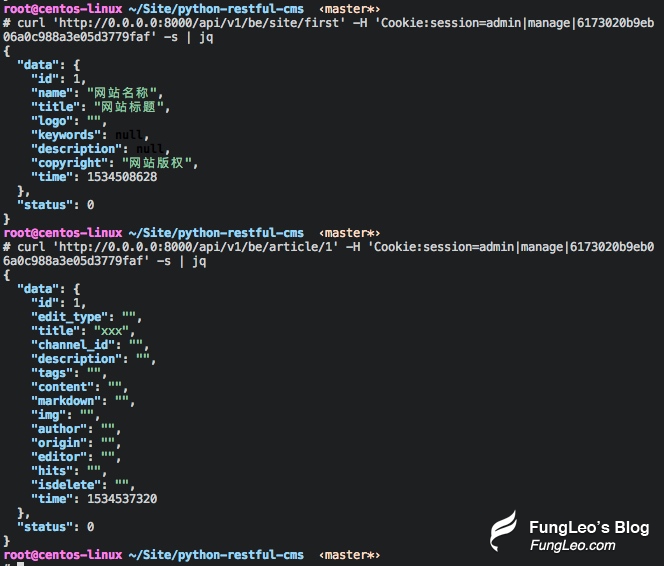 root@centos-linux ~/Site/python-restful-cms ‹master*›
# curl 'http://0.0.0.0:8000/api/v1/be/site/first' -H 'Cookie:session=admin|manage|6173020b9eb
06a0c988a3e05d3779faf' -s | jq
{
  "data": {
    "id": 1,
    "name": "网站名称",
    "title": "网站标题",
    "logo": "",
    "keywords": null,
    "description": null,
    "copyright": "网站版权",
    "time": 1534508628
  },
  "status": 0
}
root@centos-linux ~/Site/python-restful-cms ‹master*›
# curl 'http://0.0.0.0:8000/api/v1/be/article/1' -H 'Cookie:session=admin|manage|6173020b9eb0
6a0c988a3e05d3779faf' -s | jq
{
  "data": {
    "id": 1,
    "edit_type": "",
    "title": "xxx",
    "channel_id": "",
    "description": "",
    "tags": "",
    "content": "",
    "markdown": "",
    "img": "",
    "author": "",
    "origin": "",
    "editor": "",
    "hits": "",
    "isdelete": "",
    "time": 1534537320
  },
  "status": 0
}
root@centos-linux ~/Site/python-restful-cms ‹master*›
#
FungLeo's Blog
FungLeo.com